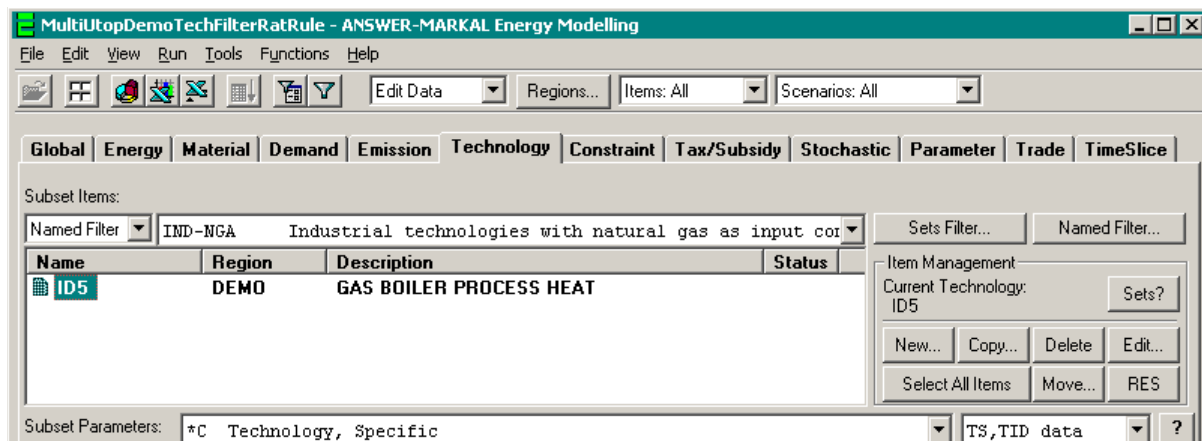 MultiUtopDemoTechFilterRatRule - ANSWER-MARKAL Energy Modelling
File Edit View Run Tools Functions Help
Edit Data Regions... Items: All Scenarios: All
Global Energy Material Demand Emission Technology Constraint Tax/Subsidy Stochastic Parameter Trade TimeSlice
Subset Items:
Named Filter IND-NGA Industrial technologies with natural gas as input Sets Filter... Named Filter...
Name Region Description Status Item Management
ID5 DEMO GAS BOILER PROCESS HEAT Current Technology: Sets?
ID5
New... Copy... Delete Edit...
Select All Items Move... RES
Subset Parameters: *C Technology, Specific TS,TID data ?